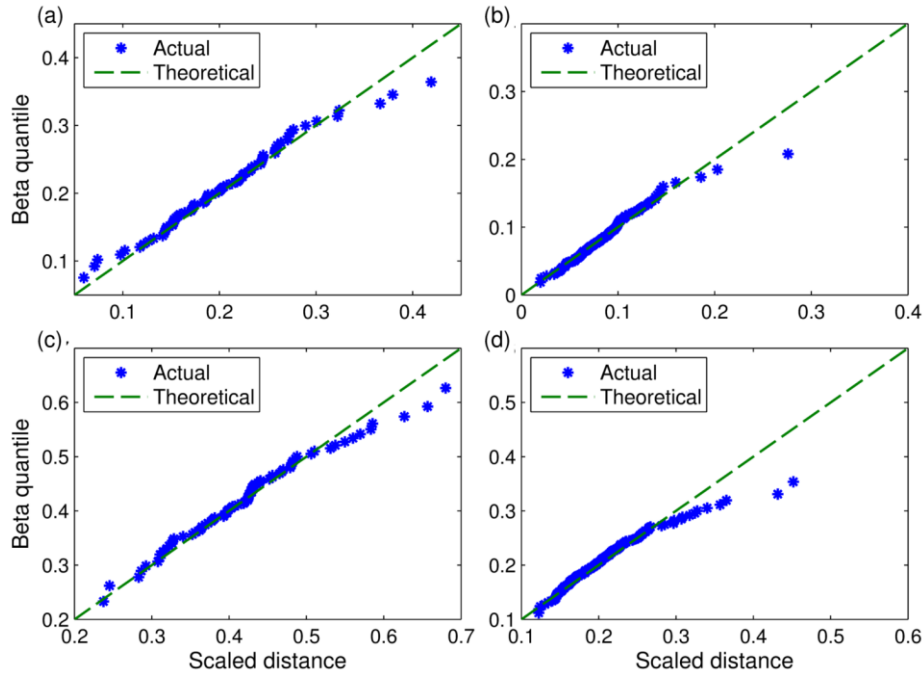 (a)
Actual
Theoretical
0.4
0.3
0.2
0.1
Beta quantile
0.1 0.2 0.3 0.4
(b)
Actual
Theoretical
0.4
0.3
0.2
0.1
0
0 0.1 0.2 0.3 0.4
(c)
Actual
Theoretical
0.6
0.5
0.4
0.3
0.2
Beta quantile
0.2 0.3 0.4 0.5 0.6 0.7
Scaled distance
(d)
Actual
Theoretical
0.5
0.4
0.3
0.2
0.1
0.1 0.2 0.3 0.4 0.5 0.6
Scaled distance